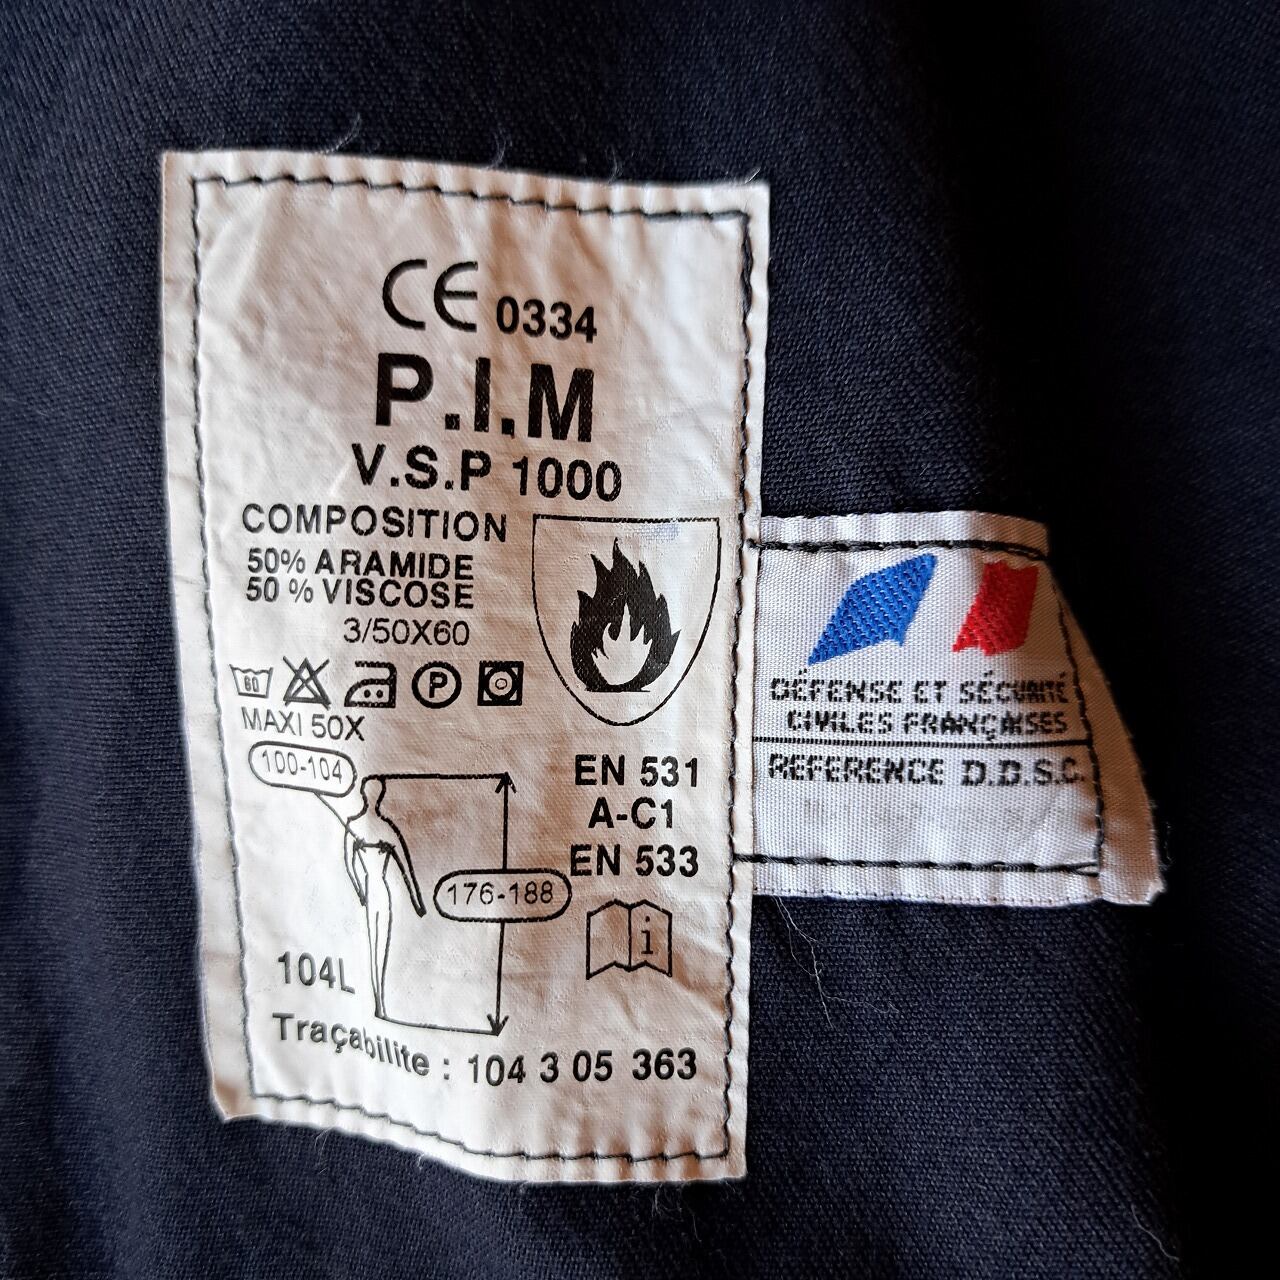 CE 0334
P.I.M
V.S.P 1000
COMPOSITION
50% ARAMIDE
50 % VISCOSE
3/50X60
60
P
MAXI 50X
100-104
EN 531
A-C1
EN 533
176-188
i
104L
Traçabilite : 104 3 05 363
DÉFENSE ET SÉCURITÉ
CIVILES FRANÇAISES
REFERENCE D.D.S.C.